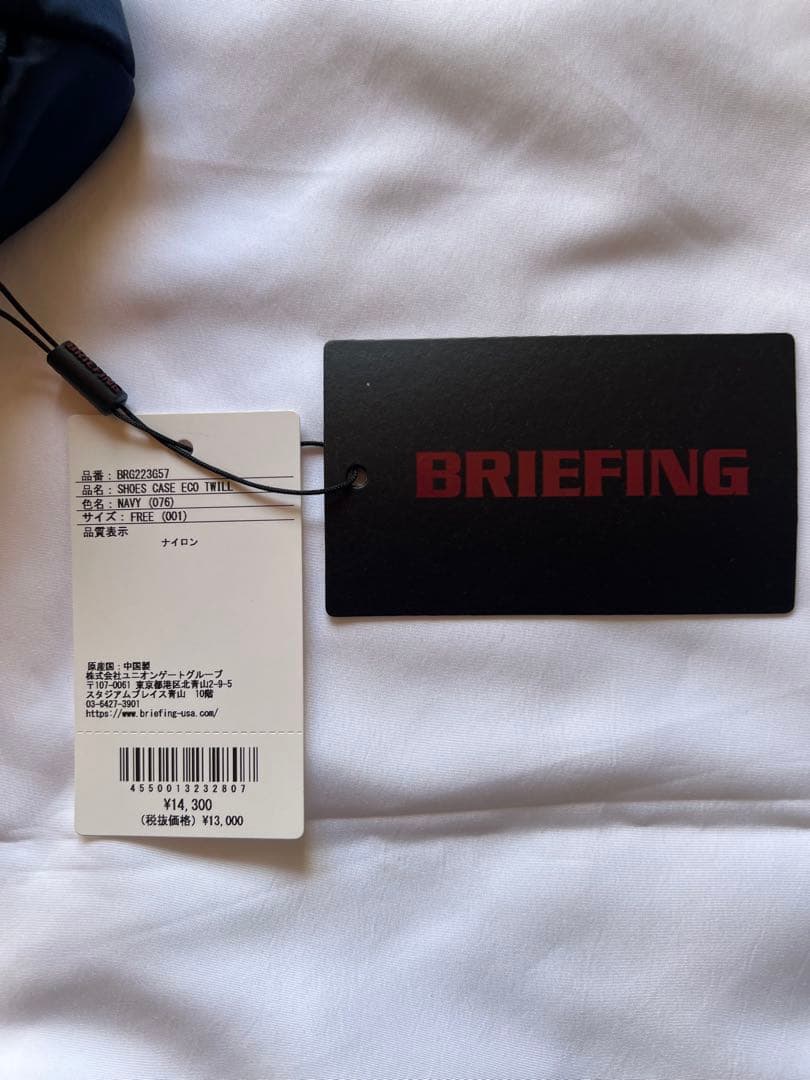 BRIEFING
品番：BRG223G57
品名：SHOES CASE ECO TWILL
色名：NAVY (076)
サイズ：FREE (001)
品質表示
ナイロン
原産国：中国製
株式会社ユニオンゲートグループ
〒107-0061 東京都港区北青山2-9-5
スタジアムプレイス青山 10階
03-6427-3901
https://www.briefing-usa.com/
4550013232807
¥14,300
(税抜価格) ¥13,000
BRIEFING